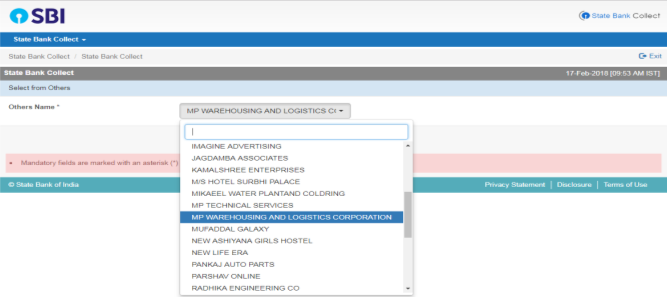 SBI
State Bank Collect
State Bank Collect
State Bank Collect / State Bank Collect
Exit
State Bank Collect
17-Feb-2018 [09:53 AM IST]
Select from Others
Others Name *
MP WAREHOUSING AND LOGISTICS C(
IMAGINE ADVERTISING
JAGDAMBA ASSOCIATES
KAMALSHREE ENTERPRISES
M/S HOTEL SURBHI PALACE
MIKAEEL WATER PLANTAND COLDRING
MP TECHNICAL SERVICES
MP WAREHOUSING AND LOGISTICS CORPORATION
MUFADDAL GALAXY
NEW ASHIYANA GIRLS HOSTEL
NEW LIFE ERA
PANKAJ AUTO PARTS
PARSHAV ONLINE
RADHIKA ENGINEERING CO
Mandatory fields are marked with an asterisk (*)
© State Bank of India
Privacy Statement | Disclosure | Terms of Use